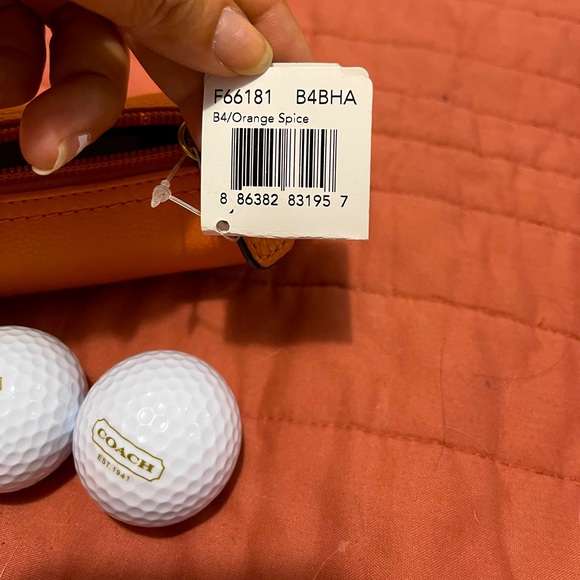 F66181 B4BHA
B4/Orange Spice
8 86382 83195 7
COACH
EST. 1941